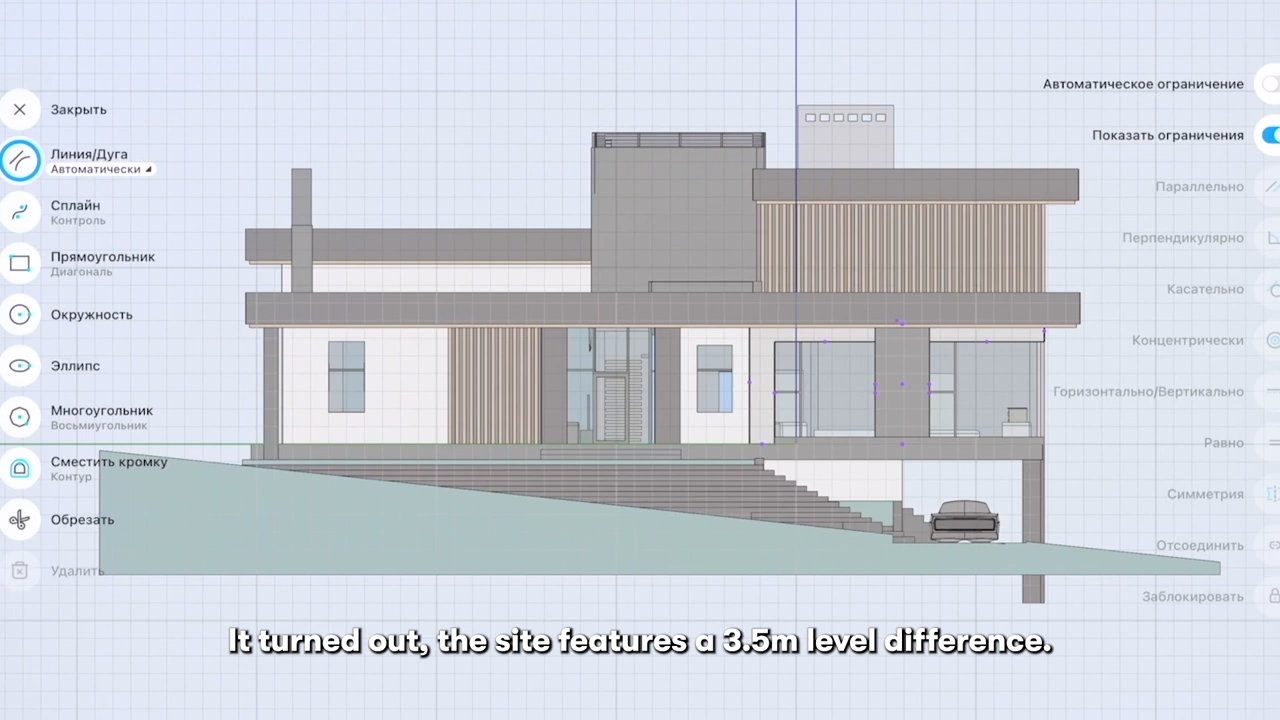 Закрыть
Линия/Дуга
Автоматически
Сплайн
Контроль
Прямоугольник
Диагональ
Окружность
Эллипс
Многоугольник
Восьмиугольник
Сместить кромку
Контур
Обрезать
Удалить
Автоматическое ограничение
Показать ограничения
Параллельно
Перпендикулярно
Касательно
Концентрически
Горизонтально/Вертикально
Равно
Симметрия
Отсоединить
Заблокировать
It turned out, the site features a 3.5m level difference.